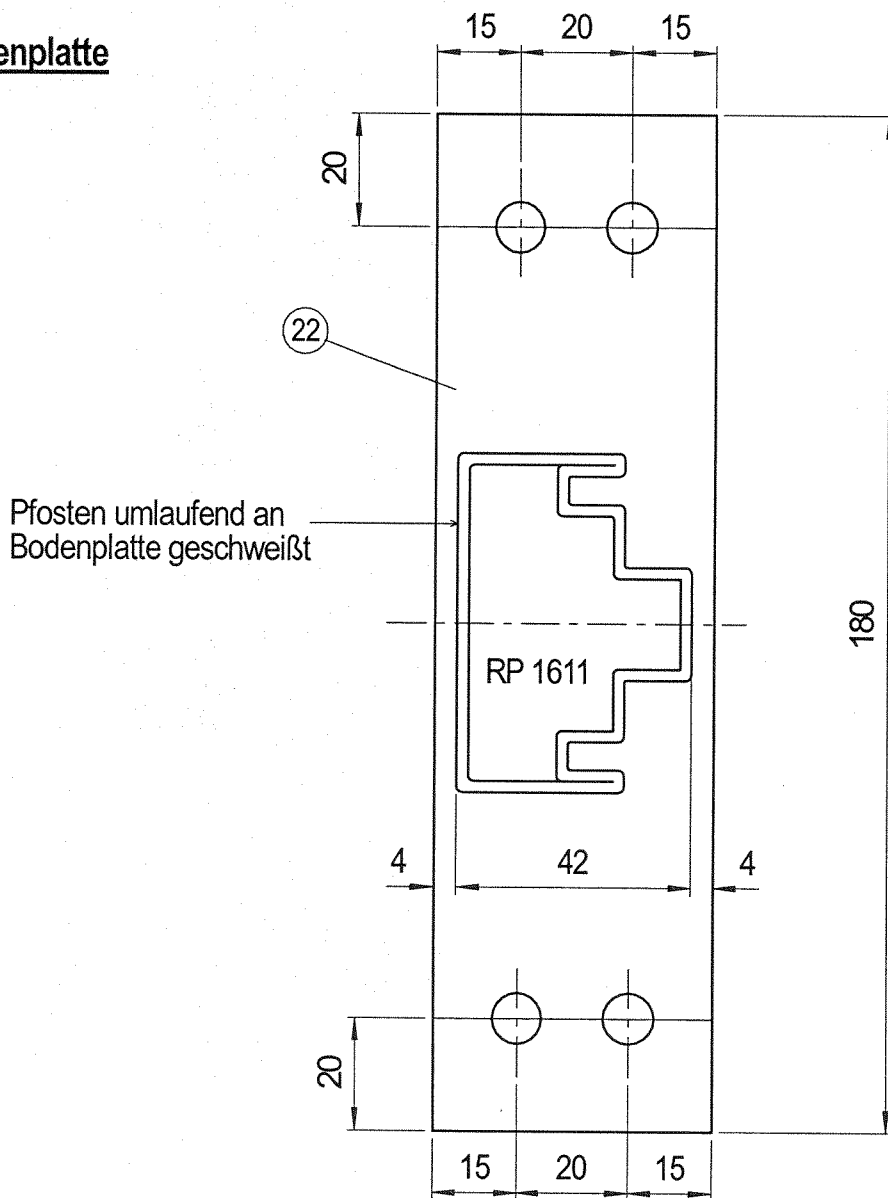 enplatte
15 20 15
20
22
Pfosten umlaufend an
Bodenplatte geschweißt
180
RP 1611
4 42 4
20
15 20 15